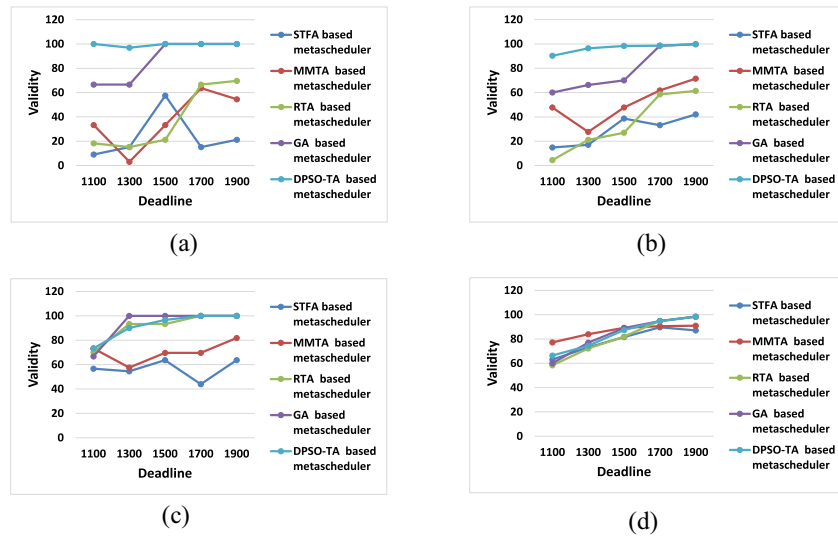 120
100
80
60
40
20
0
Validity
1100 1300 1500 1700 1900
Deadline
STFA based
metascheduler
MMTA based
metascheduler
RTA based
metascheduler
GA based
metascheduler
DPSO-TA based
metascheduler
(a)
120
100
80
60
40
20
0
Validity
1100 1300 1500 1700 1900
Deadline
STFA based
metascheduler
MMTA based
metascheduler
RTA based
metascheduler
GA based
metascheduler
DPSO-TA based
metascheduler
(b)
120
100
80
60
40
20
0
Validity
1100 1300 1500 1700 1900
Deadline
STFA based
metascheduler
MMTA based
metascheduler
RTA based
metascheduler
GA based
metascheduler
DPSO-TA based
metascheduler
(c)
120
100
80
60
40
20
0
Validity
1100 1300 1500 1700 1900
Deadline
STFA based
metascheduler
MMTA based
metascheduler
RTA based
metascheduler
GA based
metascheduler
DPSO-TA based
metascheduler
(d)